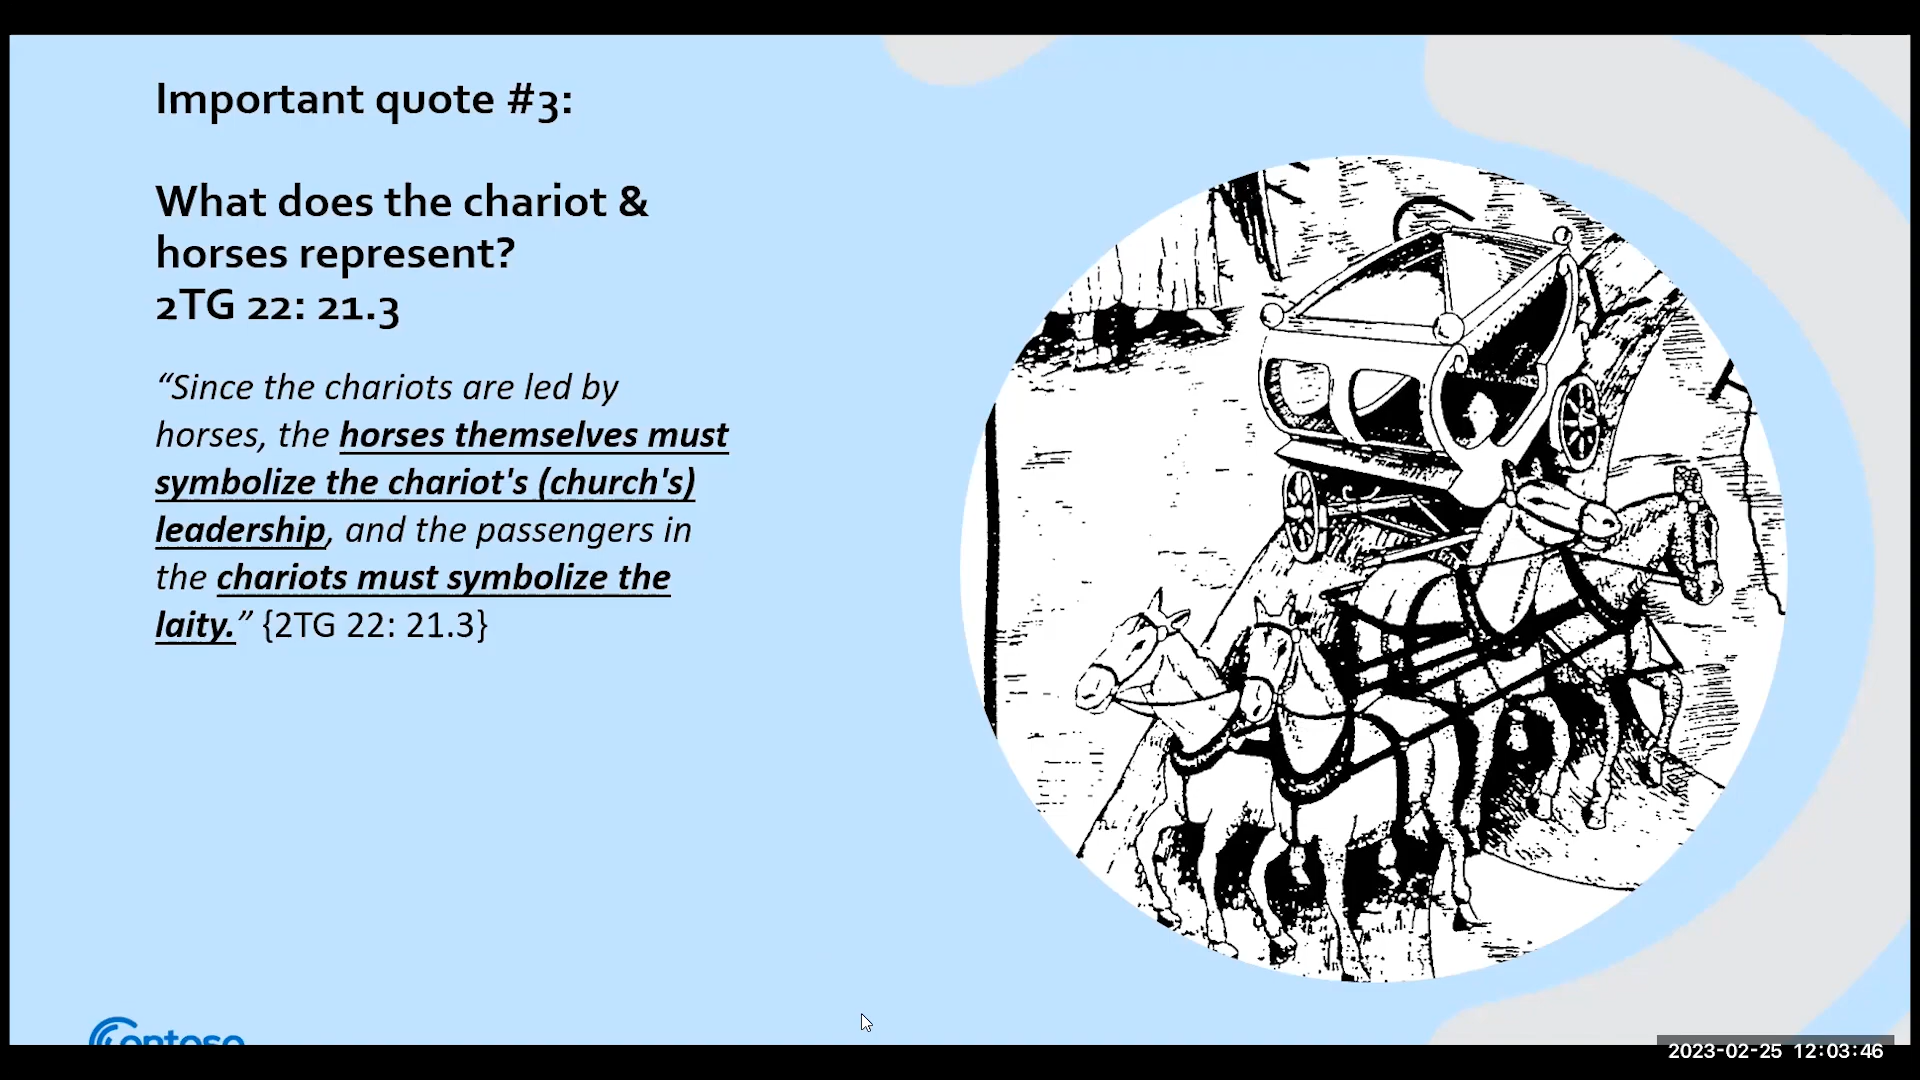 Important quote #3:
What does the chariot &
horses represent?
2TG 22: 21.3
“Since the chariots are led by
horses, the horses themselves must
symbolize the chariot's (church's)
leadership, and the passengers in
the chariots must symbolize the
laity.” {2TG 22: 21.3}
Contoso
2023-02-25 12:03:46